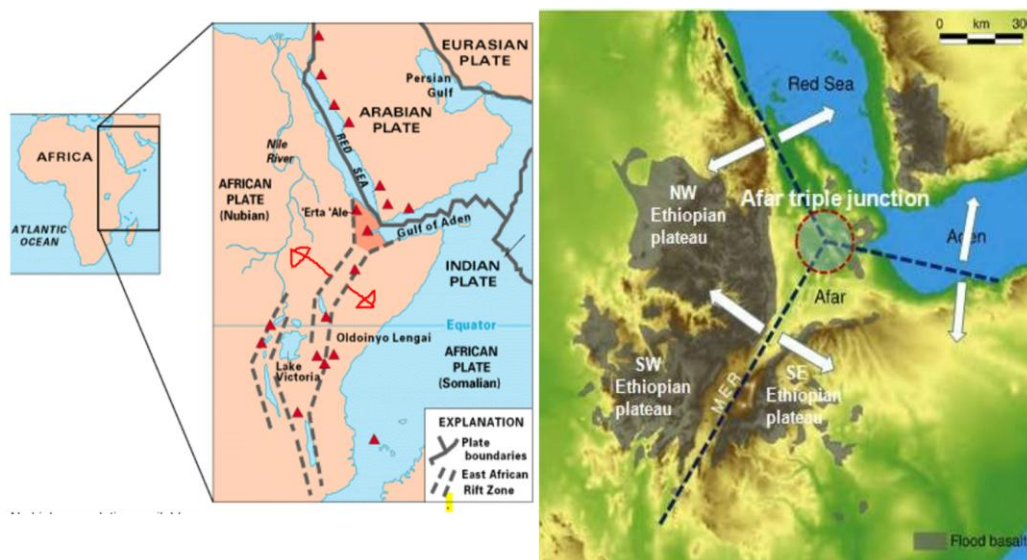 EURASIAN
PLATE
Persian
Gulf
ARABIAN
PLATE
AFRICA
Nile
River
RED
SEA
AFRICAN
PLATE
(Nubian)
'Erta 'Ale
ATLANTIC
OCEAN
Gulf of Aden
INDIAN
PLATE
Equator
Oldoinyo Lengai
Lake
Victoria
AFRICAN
PLATE
(Somalian)
EXPLANATION
Plate
boundaries
East African
Rift Zone
0 km 300
Red Sea
NW
Ethiopian
plateau
Afar triple junction
Aden
Afar
SW
Ethiopian
plateau
MER
SE
Ethiopian
plateau
Flood basalt